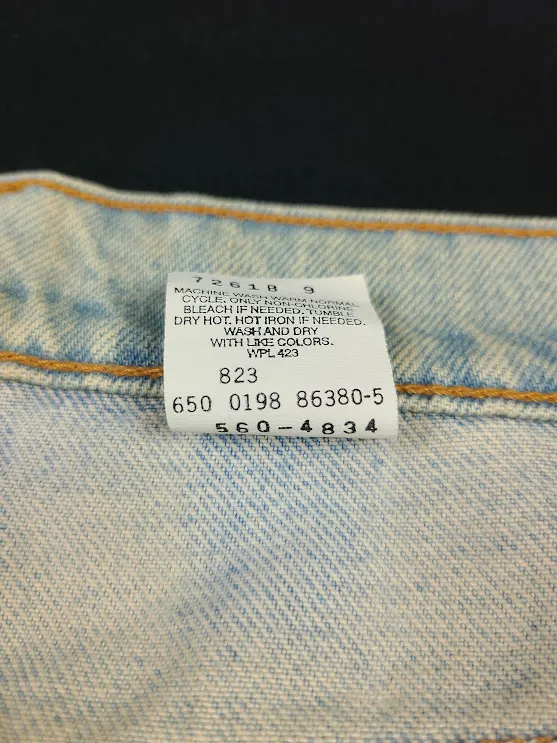 72618 9
MACHINE WASH WARM NORMAL
CYCLE. ONLY NON-CHLORINE
BLEACH IF NEEDED. TUMBLE
DRY HOT. HOT IRON IF NEEDED.
WASH AND DRY
WITH LIKE COLORS.
WPL 423
823
650 0198 86380-5
560-4834